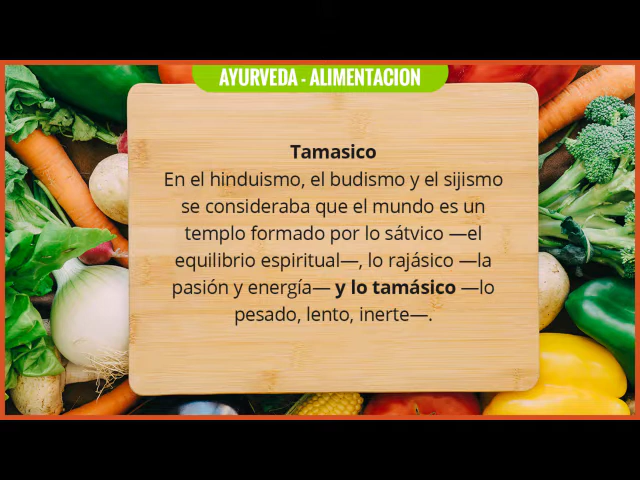 AYURVEDA - ALIMENTACION
Tamasico
En el hinduismo, el budismo y el sijismo
se consideraba que el mundo es un
templo formado por lo sátvico —el
equilibrio espiritual—, lo rajásico —la
pasión y energía— y lo tamásico —lo
pesado, lento, inerte—.